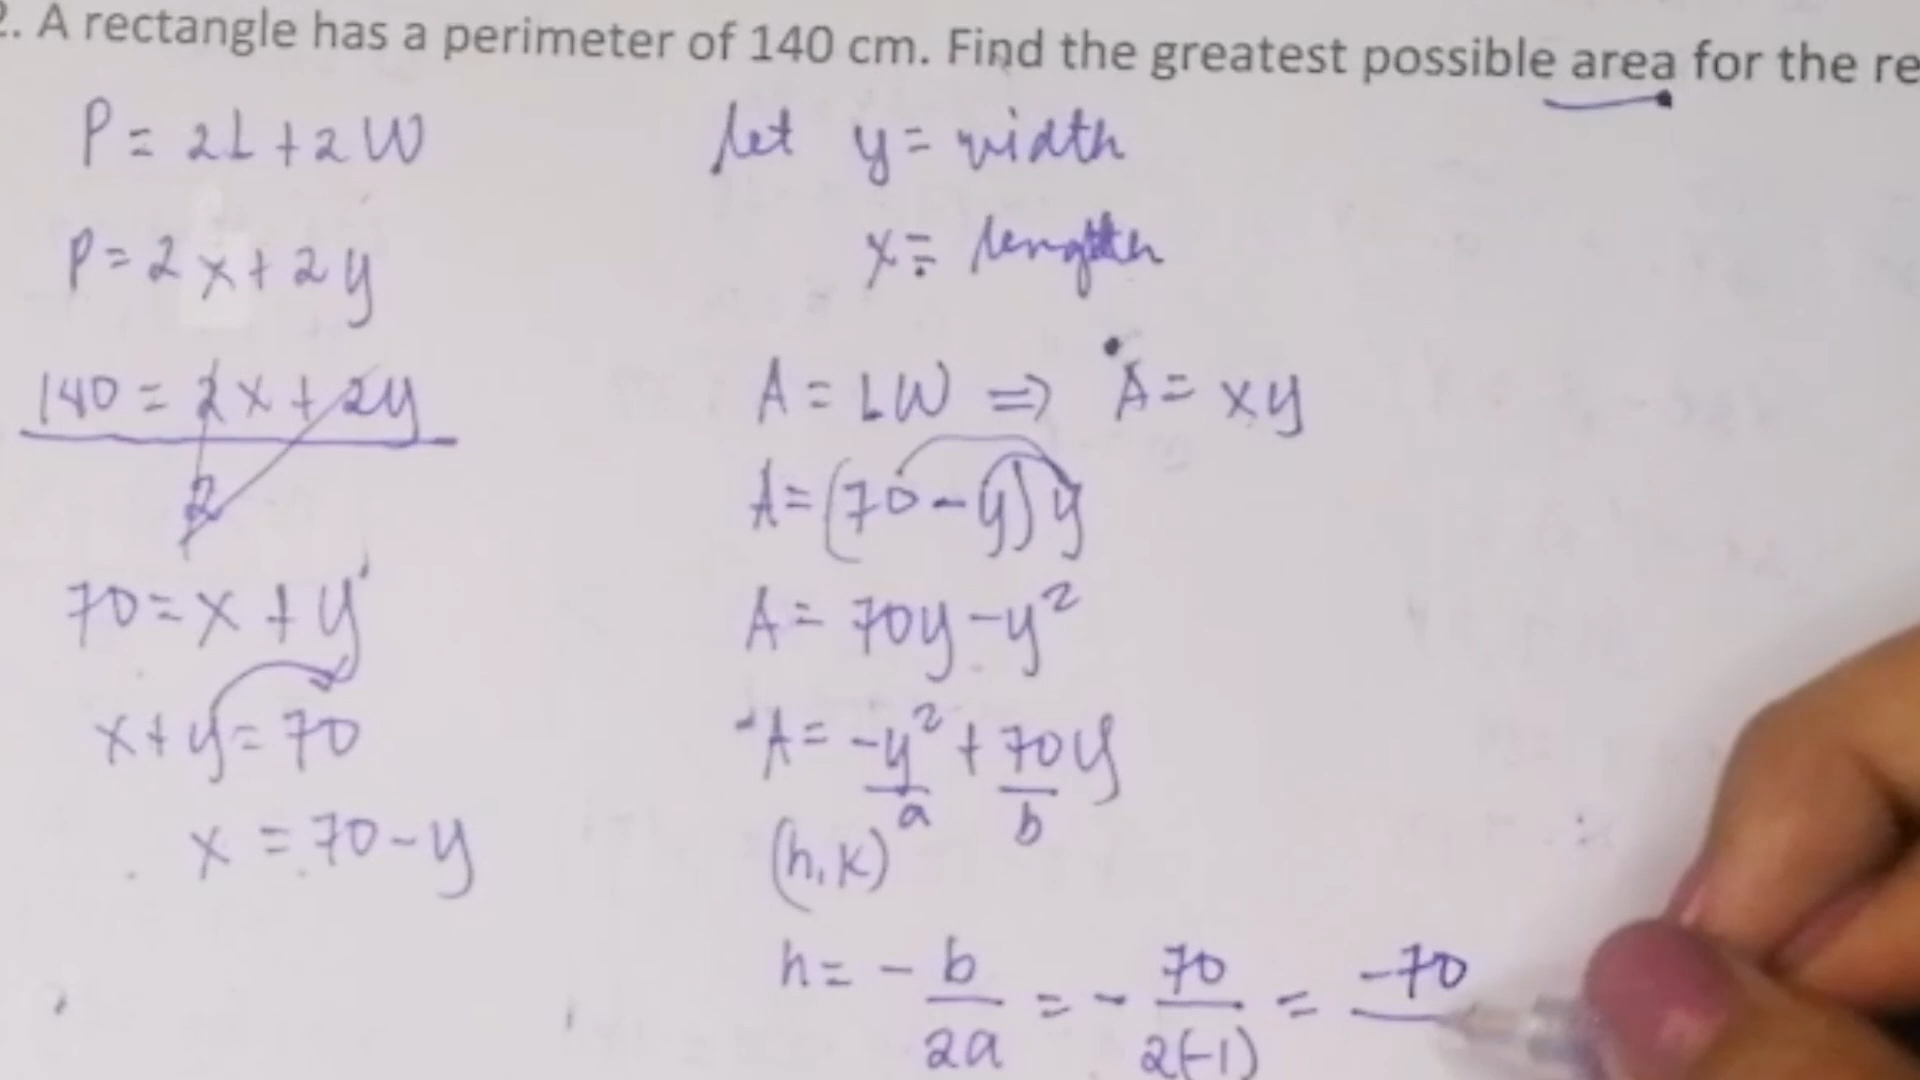 2. A rectangle has a perimeter of 140 cm. Find the greatest possible area for the re
P = 2L + 2W
P = 2x + 2y
140 = 2x + 2y
2
70 = x + y
x + y = 70
x = 70 - y
let y = width
x = length
A = LW ⇒ A = xy
A = (70 - y) y
A = 70y - y²
A = -y² + 70y
a b
(h, k)
h = - b/2a = - 70/2(-1) = -70